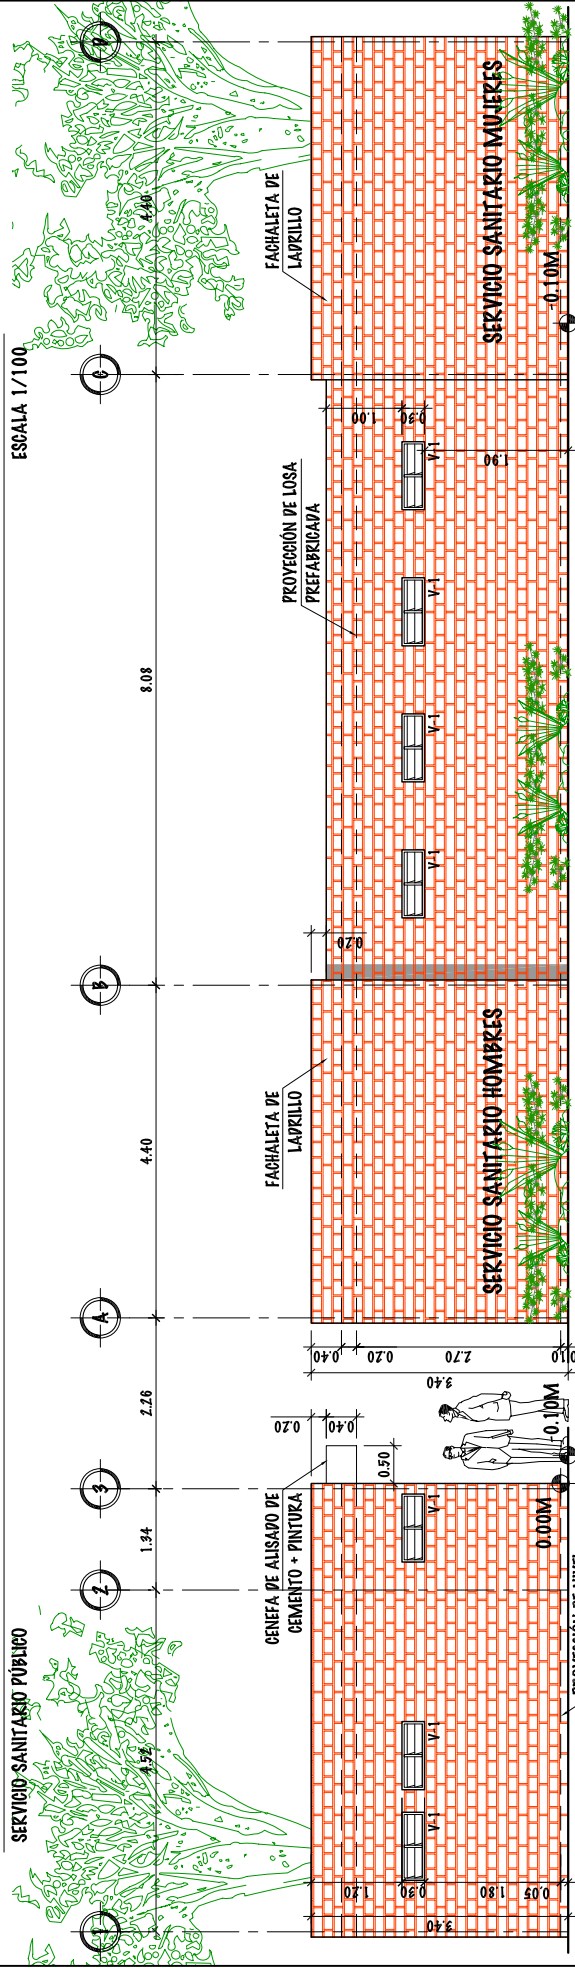 SERVICIO SANITARIO PÚBLICO
ESCALA 1/100
1
2
3
A
B
C
D
4.52
1.34
2.26
4.40
8.08
4.40
CENEFA DE ALISADO DE
CEMENTO + PINTURA
FACHALETA DE
LADRILLO
PROYECCIÓN DE LOSA
PREFABRICADA
FACHALETA DE
LADRILLO
0.20
0.40
0.50
0.40
0.20
2.70
0.10
3.40
0.20
1.00
0.30
1.90
V-1
V-1
V-1
V-1
V-1
V-1
V-1
1.20
0.30
1.80
0.05
3.40
0.00M
-0.10M
SERVICIO SANITARIO HOMBRES
SERVICIO SANITARIO MUJERES
-0.10M